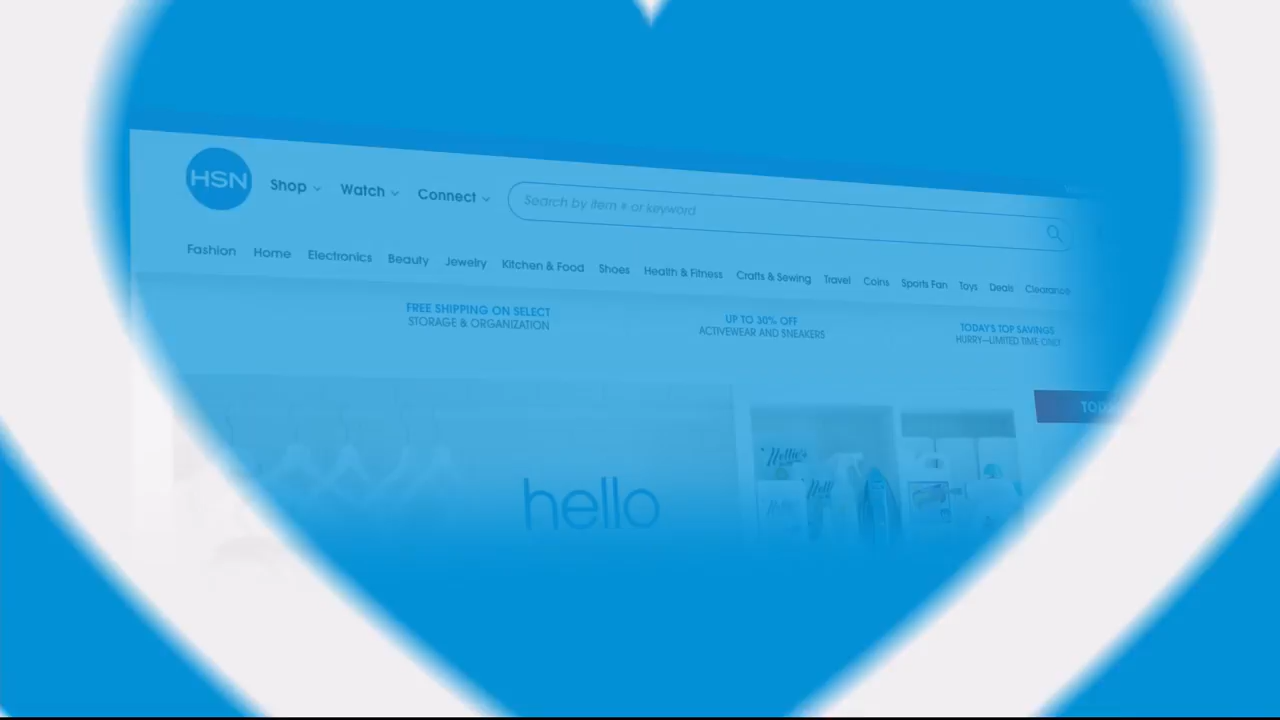 HSN
Shop Watch Connect Search by item # or keyword
Fashion Home Electronics Beauty Jewelry Kitchen & Food Shoes Health & Fitness Crafts & Sewing Travel Coins Sports Fan Toys Deals Clearance
FREE SHIPPING ON SELECT
STORAGE & ORGANIZATION
UP TO 30% OFF
ACTIVEWEAR AND SNEAKERS
TODAY'S TOP SAVINGS
HURRY—LIMITED TIME ONLY
hello
Nellie's